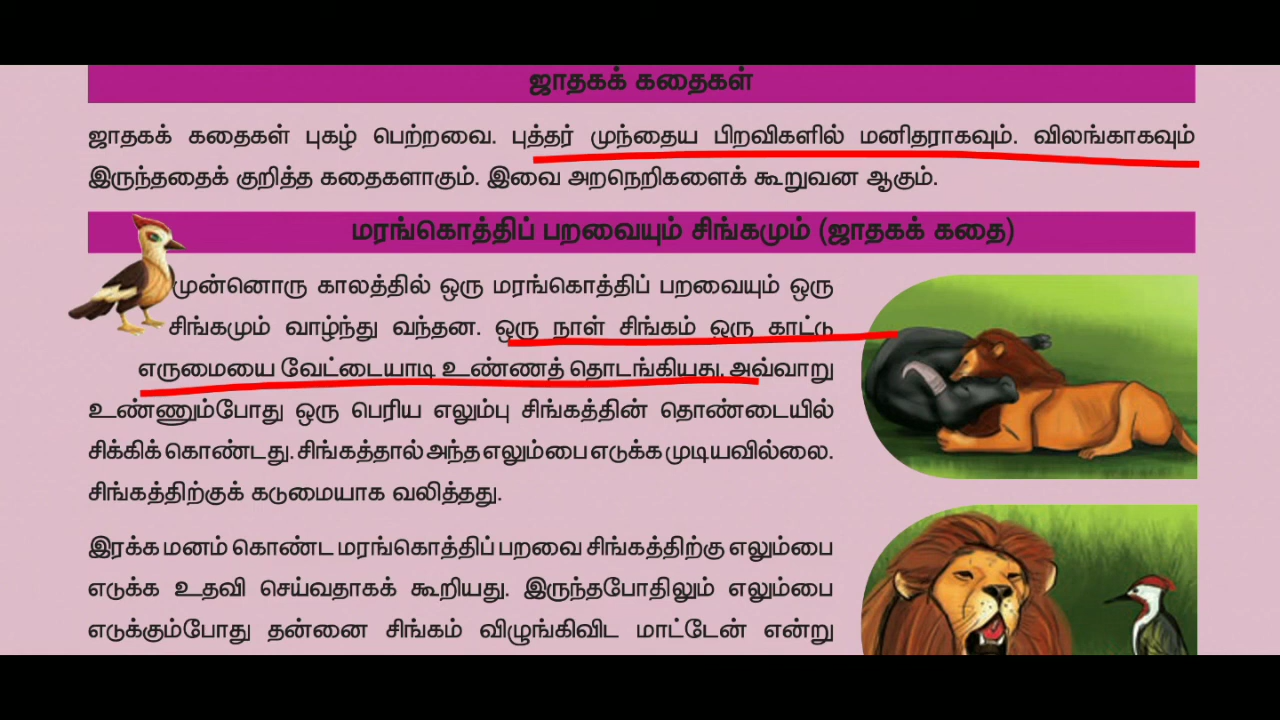 ஜாதகக் கதைகள்
ஜாதகக் கதைகள் புகழ் பெற்றவை. புத்தர் முந்தைய பிறவிகளில் மனிதராகவும். விலங்காகவும்
இருந்ததைக் குறித்த கதைகளாகும். இவை அறநெறிகளைக் கூறுவன ஆகும்.
மரங்கொத்திப் பறவையும் சிங்கமும் (ஜாதகக் கதை)
முன்னொரு காலத்தில் ஒரு மரங்கொத்திப் பறவையும் ஒரு
சிங்கமும் வாழ்ந்து வந்தன. ஒரு நாள் சிங்கம் ஒரு காட்டு
எருமையை வேட்டையாடி உண்ணத் தொடங்கியது. அவ்வாறு
உண்ணும்போது ஒரு பெரிய எலும்பு சிங்கத்தின் தொண்டையில்
சிக்கிக் கொண்டது. சிங்கத்தால் அந்த எலும்பை எடுக்க முடியவில்லை.
சிங்கத்திற்குக் கடுமையாக வலித்தது.
இரக்க மனம் கொண்ட மரங்கொத்திப் பறவை சிங்கத்திற்கு எலும்பை
எடுக்க உதவி செய்வதாகக் கூறியது. இருந்தபோதிலும் எலும்பை
எடுக்கும்போது தன்னை சிங்கம் விழுங்கிவிட மாட்டேன் என்று